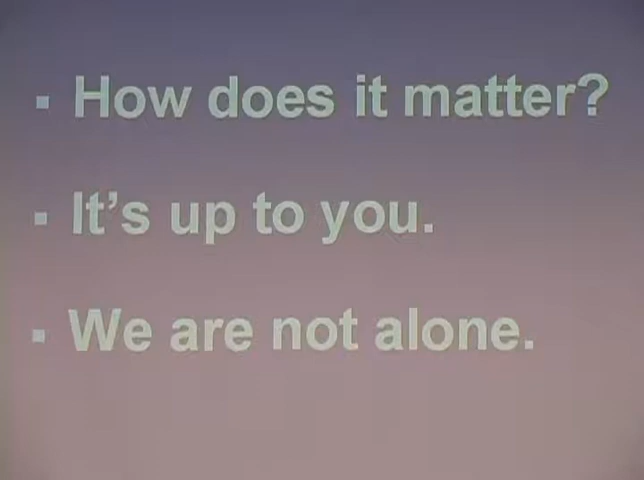 ▪ How does it matter?
▪ It's up to you.
▪ We are not alone.